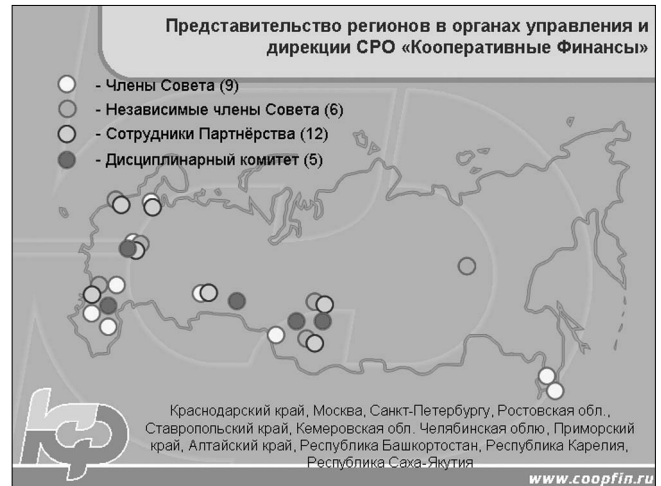 Представительство регионов в органах управления и
дирекции СРО «Кооперативные Финансы»
- Члены Совета (9)
- Независимые члены Совета (6)
- Сотрудники Партнёрства (12)
- Дисциплинарный комитет (5)
Краснодарский край, Москва, Санкт-Петербургу, Ростовская обл.,
Ставропольский край, Кемеровская обл. Челябинская облю, Приморский
край, Алтайский край, Республика Башкортостан, Республика Карелия,
Республика Саха-Якутия
www.coopfin.ru